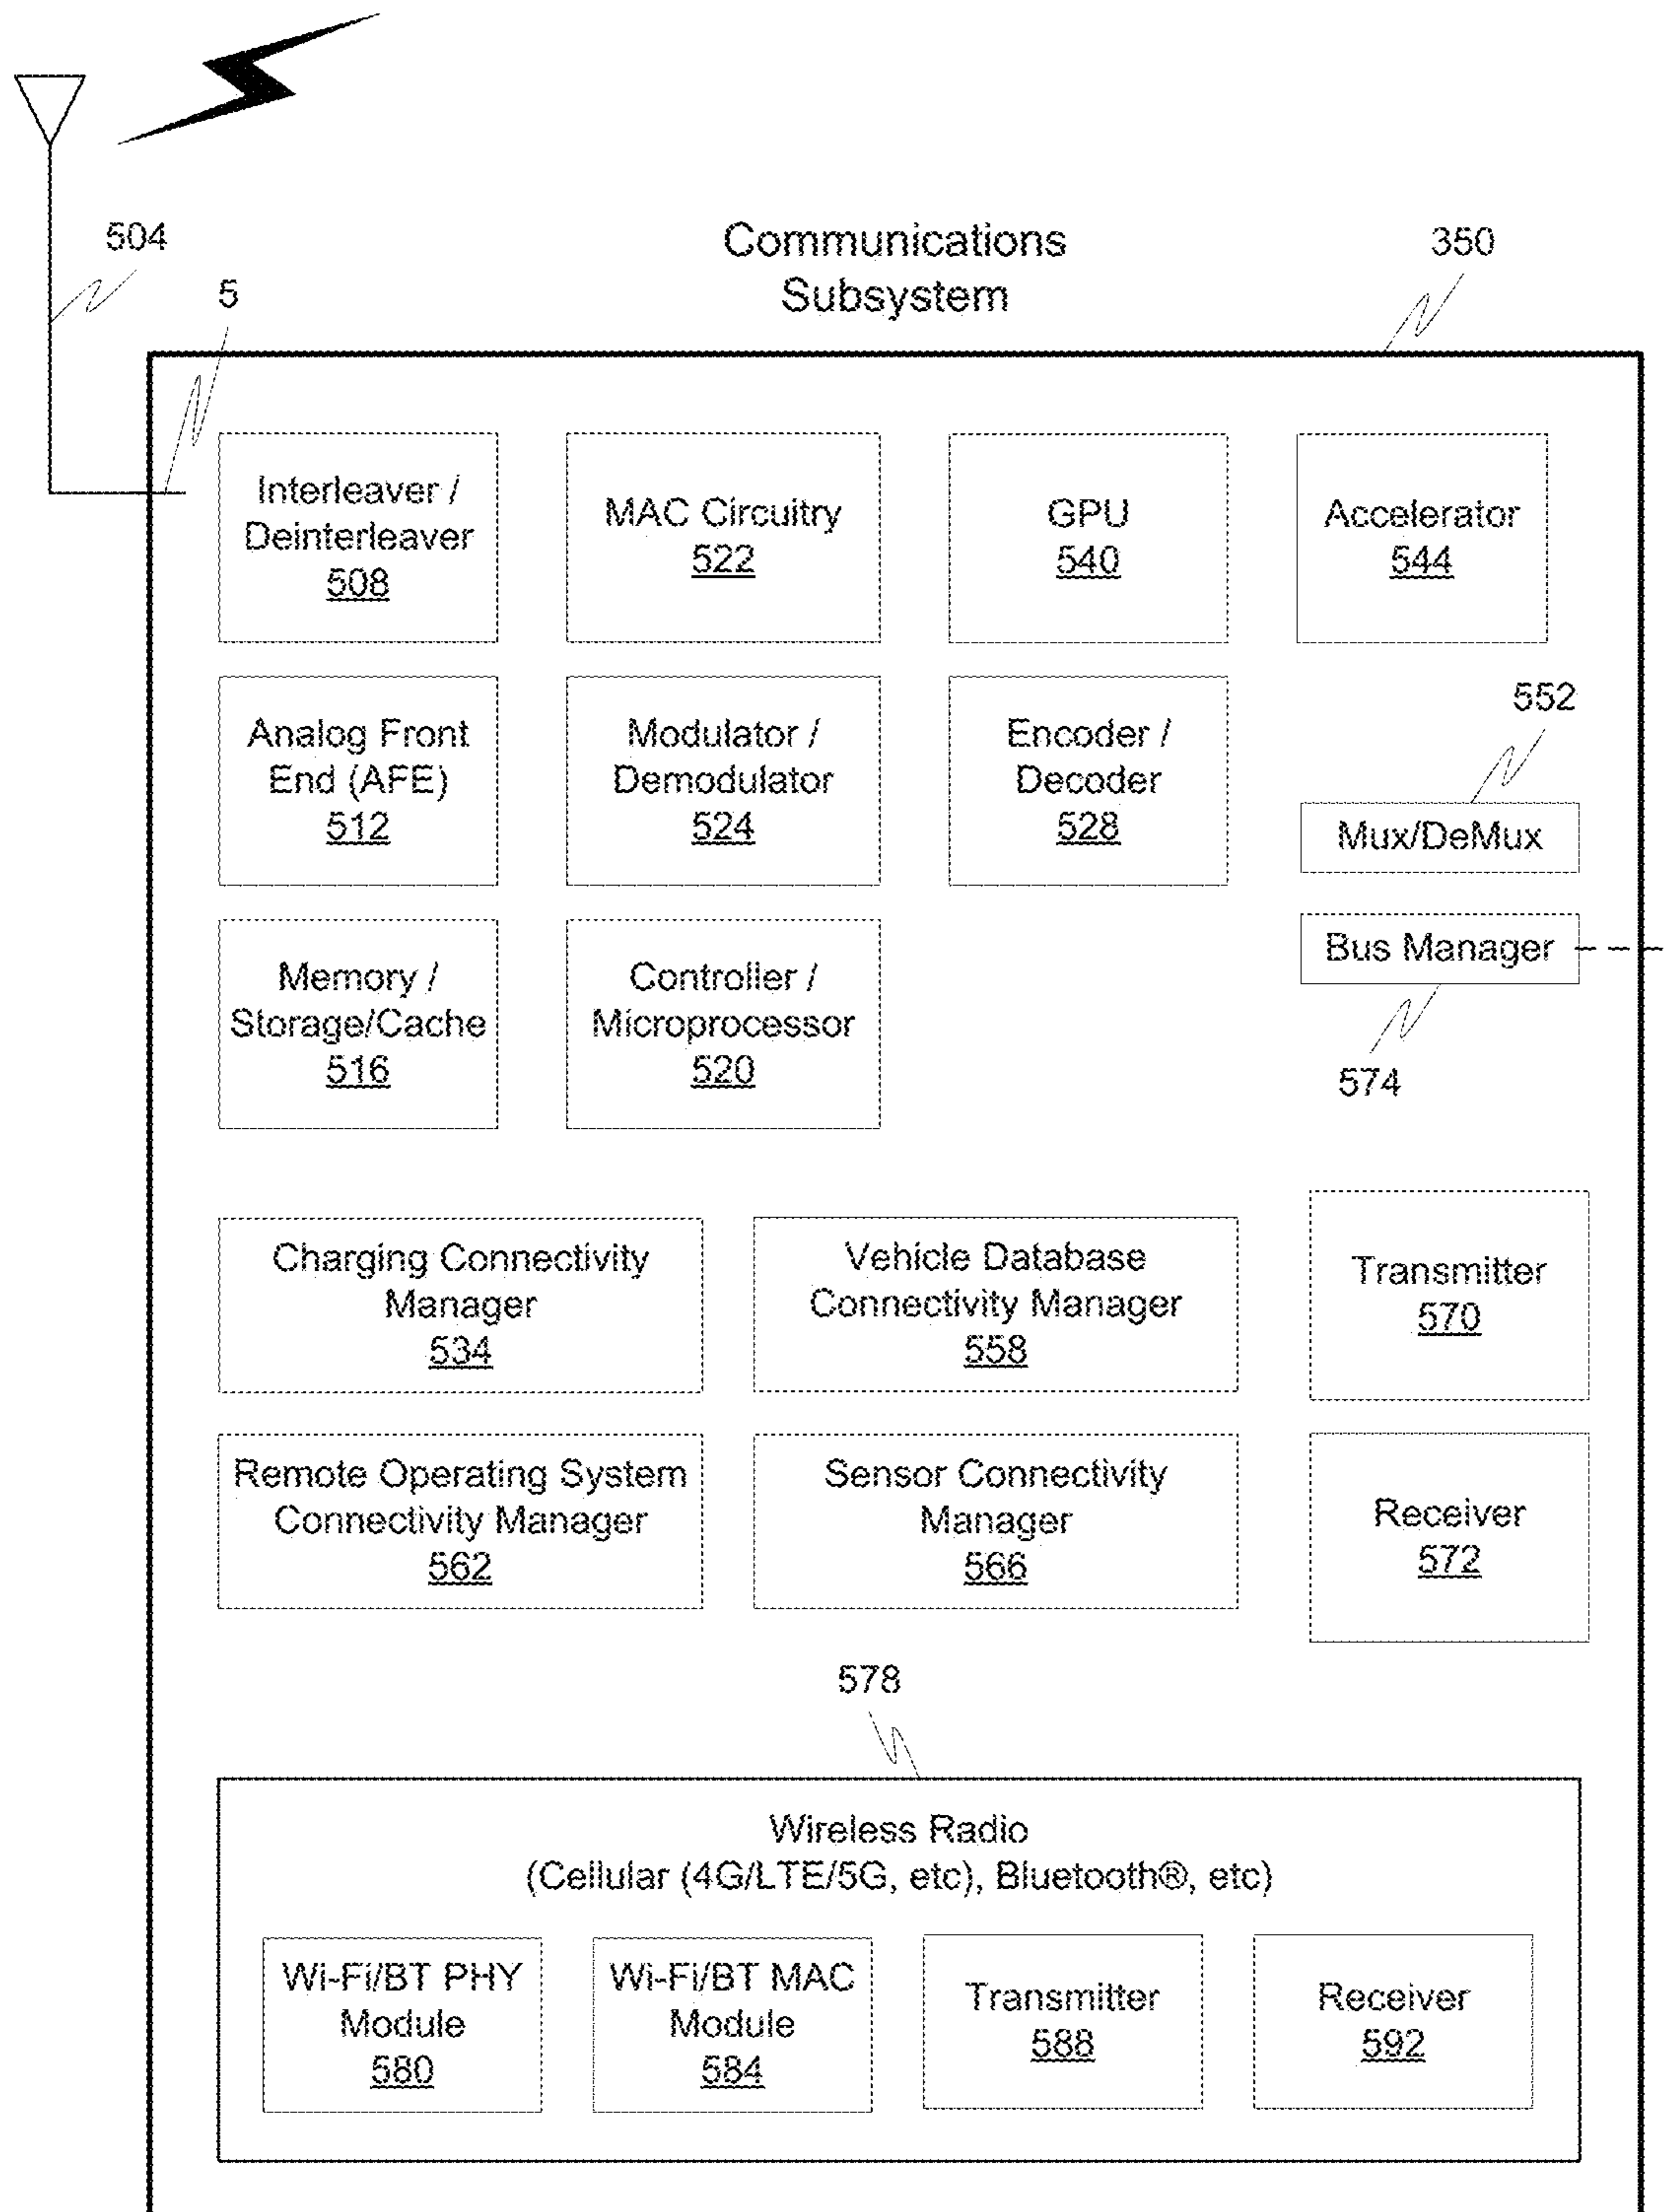 504
5
Communications
Subsystem
350
Interleaver /
Deinterleaver
508
MAC Circuitry
522
GPU
540
Accelerator
544
Analog Front
End (AFE)
512
Modulator /
Demodulator
524
Encoder /
Decoder
528
552
Mux/DeMux
Bus Manager
574
Memory /
Storage/Cache
516
Controller /
Microprocessor
520
Charging Connectivity
Manager
534
Vehicle Database
Connectivity Manager
558
Transmitter
570
Remote Operating System
Connectivity Manager
562
Sensor Connectivity
Manager
566
Receiver
572
578
Wireless Radio
(Cellular (4G/LTE/5G, etc), Bluetooth®, etc)
Wi-Fi/BT PHY
Module
580
Wi-Fi/BT MAC
Module
584
Transmitter
588
Receiver
592